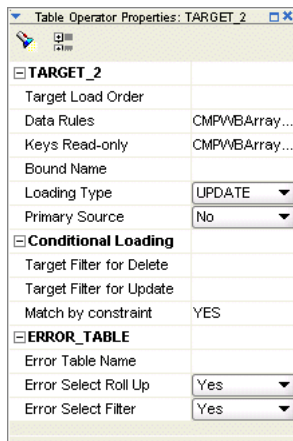 Table Operator Properties: TARGET_2
TARGET_2
Target Load Order
Data Rules CMPWBArray...
Keys Read-only CMPWBArray...
Bound Name
Loading Type UPDATE
Primary Source No
Conditional Loading
Target Filter for Delete
Target Filter for Update
Match by constraint YES
ERROR_TABLE
Error Table Name
Error Select Roll Up Yes
Error Select Filter Yes